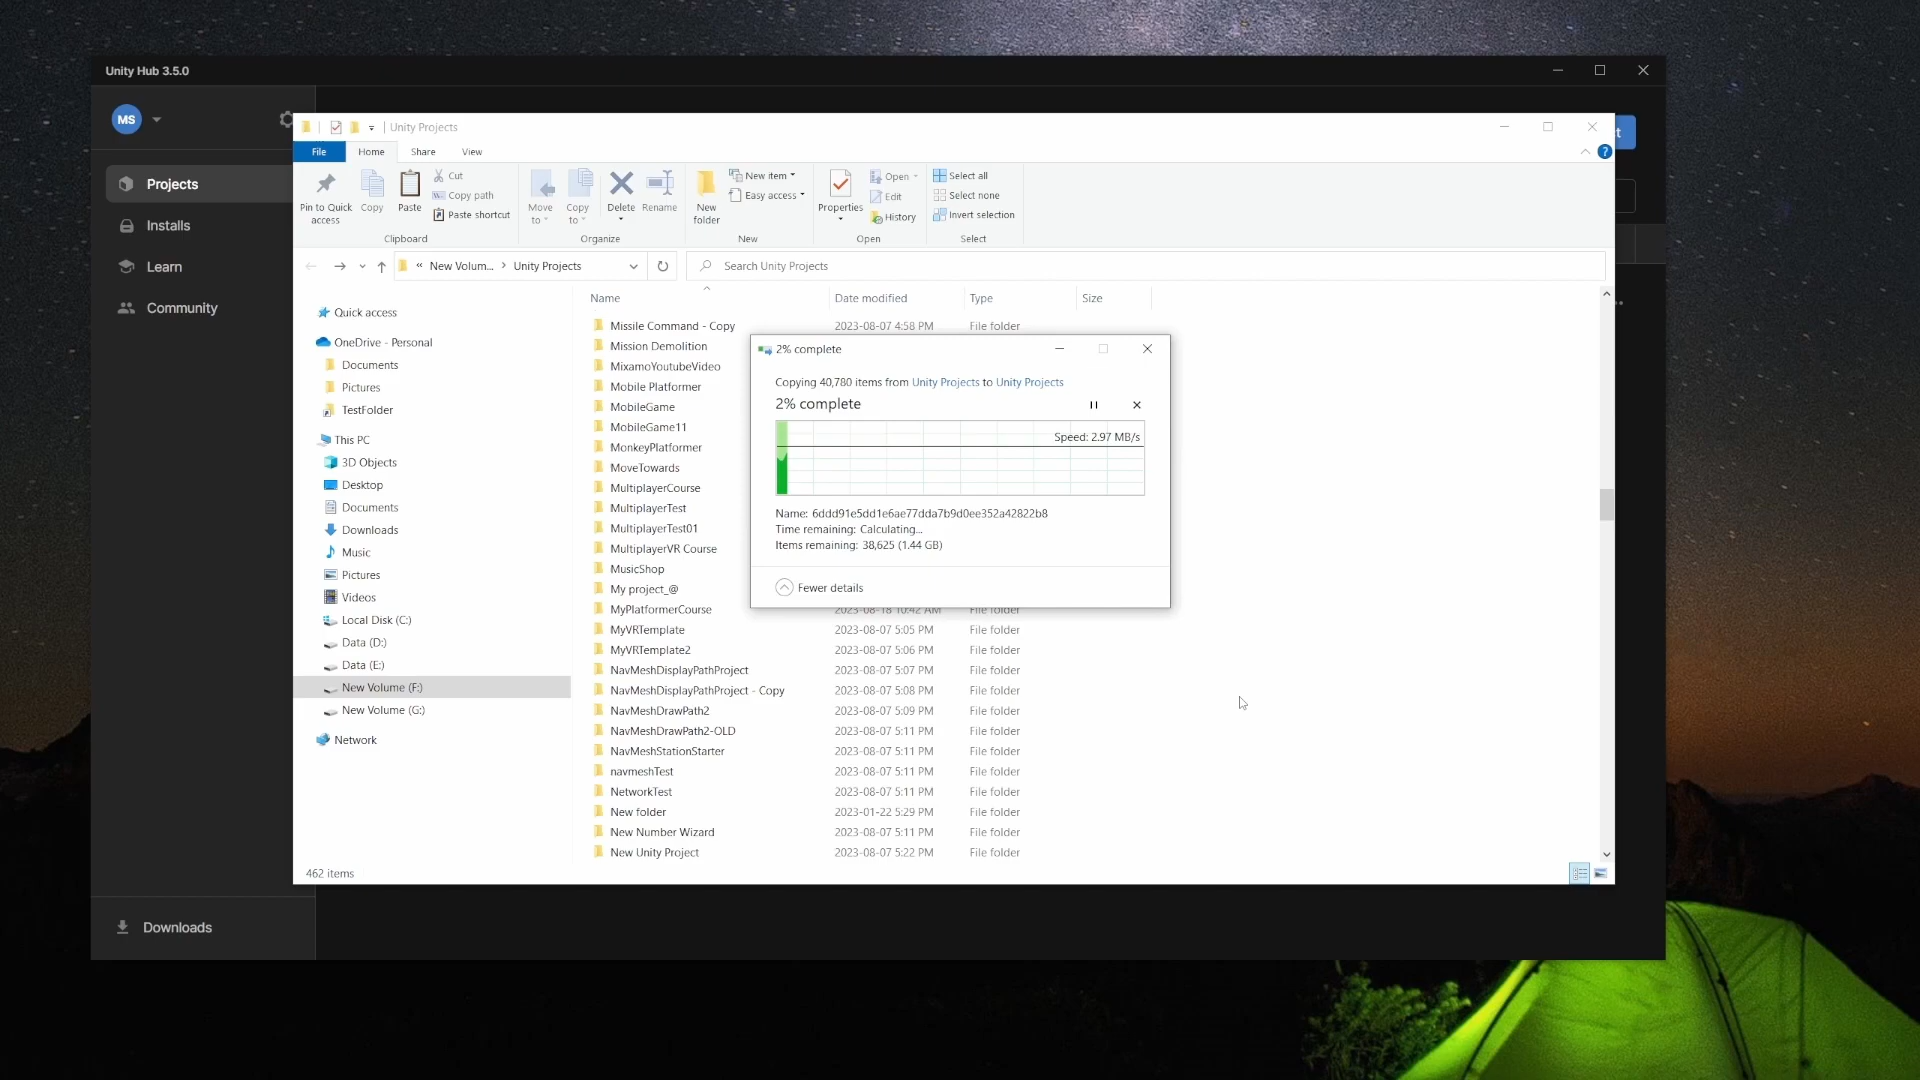 Unity Hub 3.5.0
MS
Projects
Installs
Learn
Community
Downloads
Unity Projects
File Home Share View
Pin to Quick access
Copy
Paste
Cut
Copy path
Paste shortcut
Clipboard
Move to
Copy to
Delete
Rename
Organize
New folder
New item
Easy access
New
Properties
Open
Edit
History
Open
Select all
Select none
Invert selection
Select
« New Volum... > Unity Projects
Search Unity Projects
Quick access
OneDrive - Personal
Documents
Pictures
TestFolder
This PC
3D Objects
Desktop
Documents
Downloads
Music
Pictures
Videos
Local Disk (C:)
Data (D:)
Data (E:)
New Volume (F:)
New Volume (G:)
Network
Name Date modified Type Size
Missile Command - Copy 2023-08-07 4:58 PM File folder
Mission Demolition
MixamoYoutubeVideo
Mobile Platformer
MobileGame
MobileGame11
MonkeyPlatformer
MoveTowards
MultiplayerCourse
MultiplayerTest
MultiplayerTest01
MultiplayerVR Course
MusicShop
My project_@
MyPlatformerCourse 2023-08-18 10:42 AM File folder
MyVRTemplate 2023-08-07 5:05 PM File folder
MyVRTemplate2 2023-08-07 5:06 PM File folder
NavMeshDisplayPathProject 2023-08-07 5:07 PM File folder
NavMeshDisplayPathProject - Copy 2023-08-07 5:08 PM File folder
NavMeshDrawPath2 2023-08-07 5:09 PM File folder
NavMeshDrawPath2-OLD 2023-08-07 5:11 PM File folder
NavMeshStationStarter 2023-08-07 5:11 PM File folder
navmeshTest 2023-08-07 5:11 PM File folder
NetworkTest 2023-08-07 5:11 PM File folder
New folder 2023-01-22 5:29 PM File folder
New Number Wizard 2023-08-07 5:11 PM File folder
New Unity Project 2023-08-07 5:22 PM File folder
462 items
2% complete
Copying 40,780 items from Unity Projects to Unity Projects
2% complete
Speed: 2.97 MB/s
Name: 6ddd91e5dd1e6ae77dda7b9d0ee352a42822b8
Time remaining: Calculating...
Items remaining: 38,625 (1.44 GB)
Fewer details